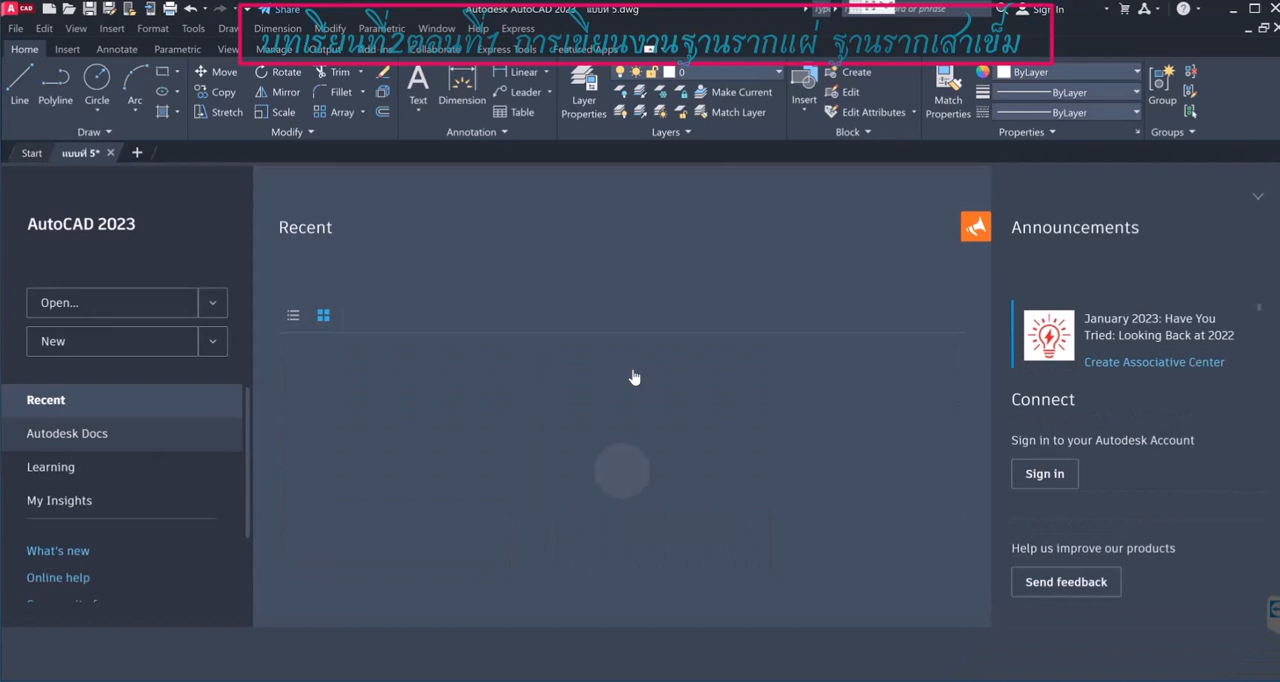 CAD
Share
Autodesk AutoCAD 2023 แบบที่ 5.dwg
Sign In
File Edit View Insert Format Tools Draw Dimension Modify Parametric Window Help Express
บทเรียนที่2ตอนที่1 การเขียนงานฐานรากแผ่ ฐานรากเสาเข็ม
Home Insert Annotate Parametric View Manage Output Add-ins Collaborate Express Tools Featured Apps
Line Polyline Circle Arc
Move Rotate Trim
Copy Mirror Fillet
Stretch Scale Array
Text Dimension
Linear
Leader
Table
Layer Properties
0
Make Current
Match Layer
Insert
Create
Edit
Edit Attributes
Match Properties
ByLayer
ByLayer
ByLayer
Group
Draw Modify Annotation Layers Block Properties Groups
Start แบบที่ 5*
AutoCAD 2023
Open...
New
Recent
Autodesk Docs
Learning
My Insights
What's new
Online help
Recent
Announcements
January 2023: Have You
Tried: Looking Back at 2022
Create Associative Center
Connect
Sign in to your Autodesk Account
Sign in
Help us improve our products
Send feedback